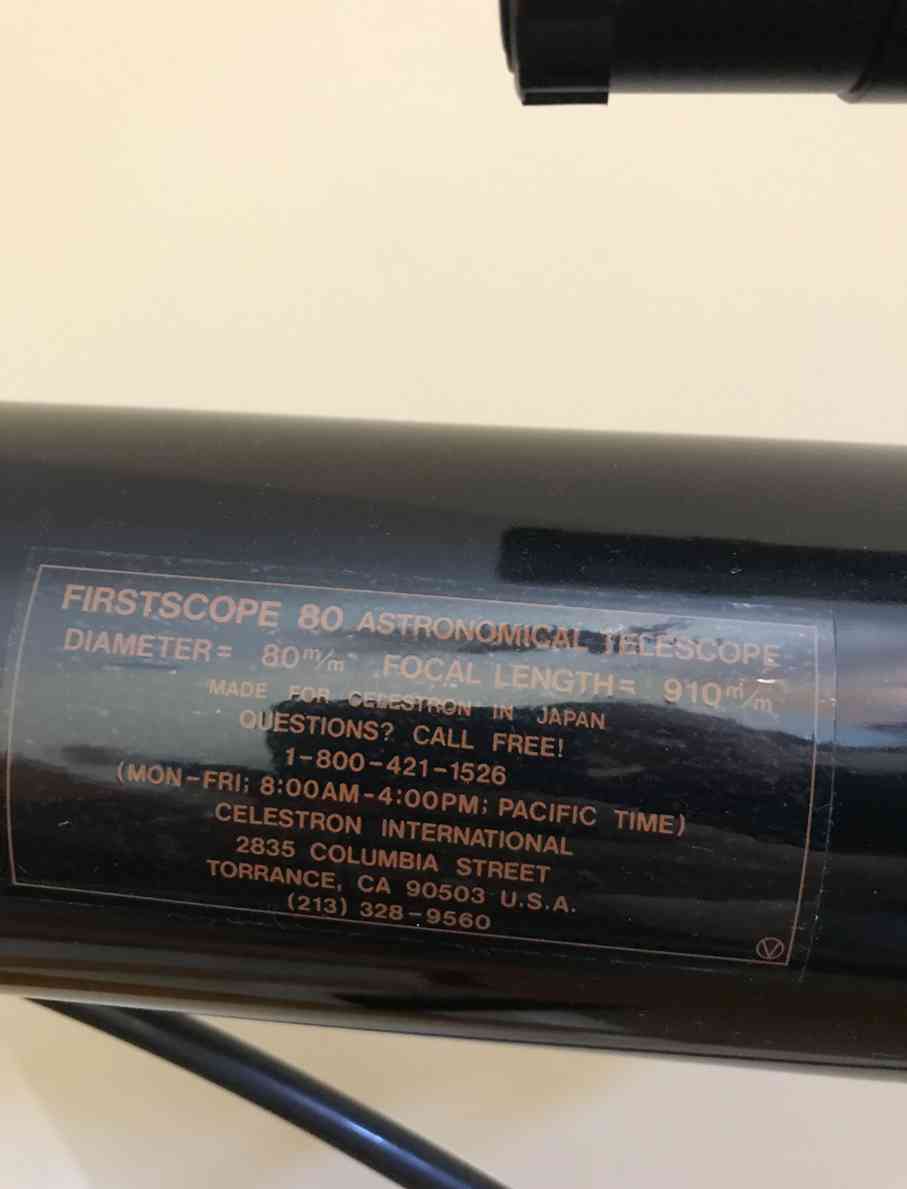 FIRSTSCOPE 80 ASTRONOMICAL TELESCOPE
DIAMETER= 80m/m FOCAL LENGTH= 910m/m
MADE FOR CELESTRON IN JAPAN
QUESTIONS? CALL FREE!
1-800-421-1526
(MON-FRI; 8:00AM-4:00PM; PACIFIC TIME)
CELESTRON INTERNATIONAL
2835 COLUMBIA STREET
TORRANCE, CA 90503 U.S.A.
(213) 328-9560
V